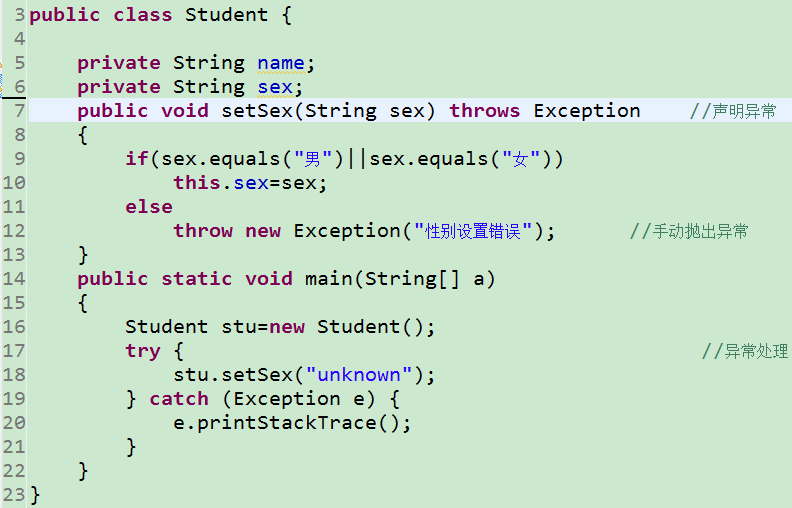 3 public class Student {
4
5     private String name;
6     private String sex;
7     public void setSex(String sex) throws Exception    //声明异常
8     {
9         if(sex.equals("男")||sex.equals("女"))
10             this.sex=sex;
11         else
12             throw new Exception("性别设置错误");      //手动抛出异常
13     }
14     public static void main(String[] a)
15     {
16         Student stu=new Student();
17         try {                                           //异常处理
18             stu.setSex("unknown");
19         } catch (Exception e) {
20             e.printStackTrace();
21         }
22     }
23 }